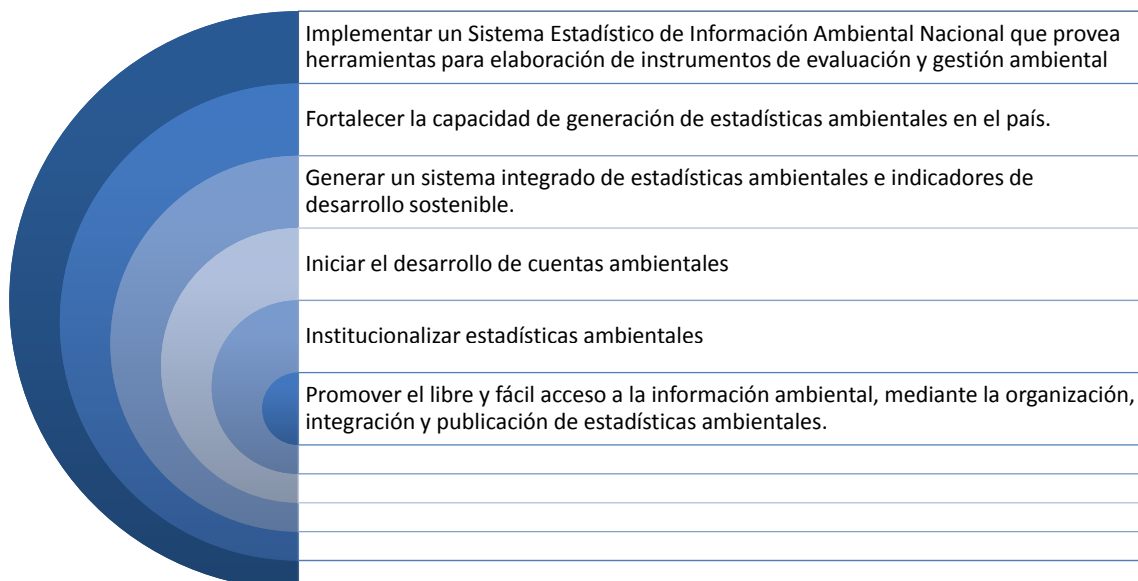 Implementar un Sistema Estadístico de Información Ambiental Nacional que provea
herramientas para elaboración de instrumentos de evaluación y gestión ambiental
Fortalecer la capacidad de generación de estadísticas ambientales en el país.
Generar un sistema integrado de estadísticas ambientales e indicadores de
desarrollo sostenible.
Iniciar el desarrollo de cuentas ambientales
Institucionalizar estadísticas ambientales
Promover el libre y fácil acceso a la información ambiental, mediante la organización,
integración y publicación de estadísticas ambientales.